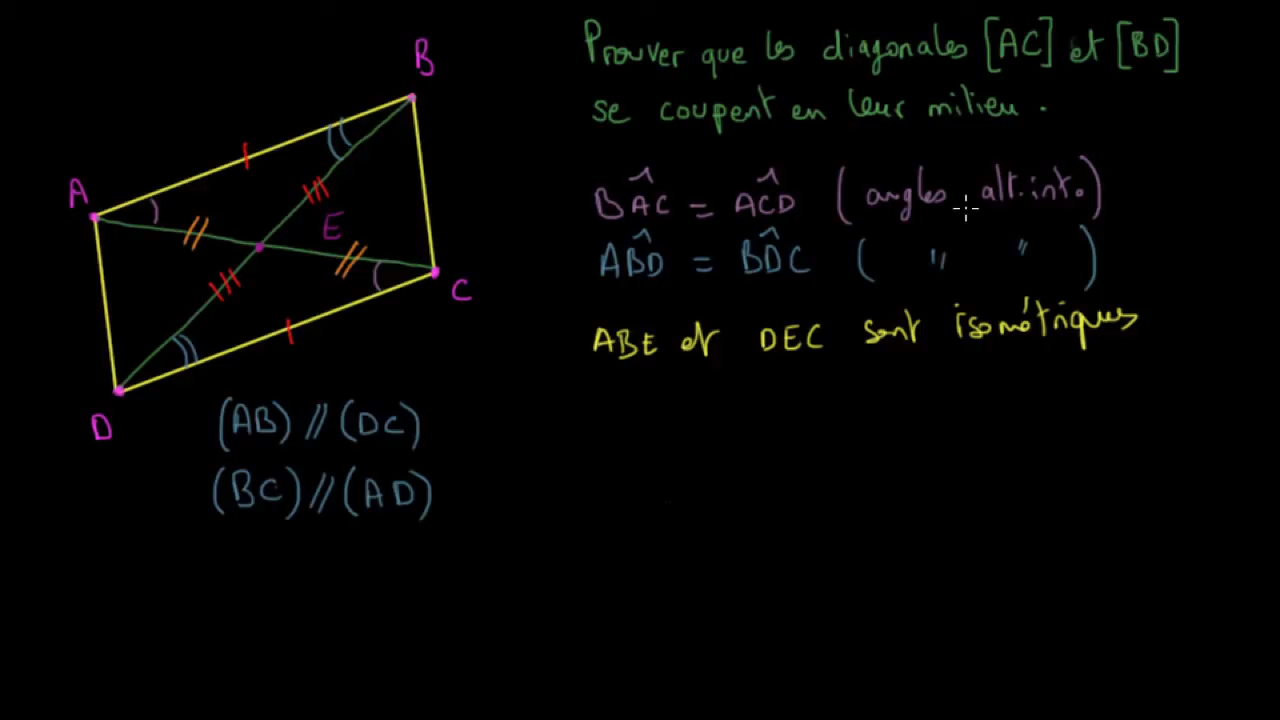 Prouver que les diagonales [AC] et [BD]
se coupent en leur milieu.
B
A
E
C
D
BÂC = AĈD (angles alt. int.)
AB̂D = BD̂C ( " " )
ABE et DEC sont isométriques
(AB) // (DC)
(BC) // (AD)